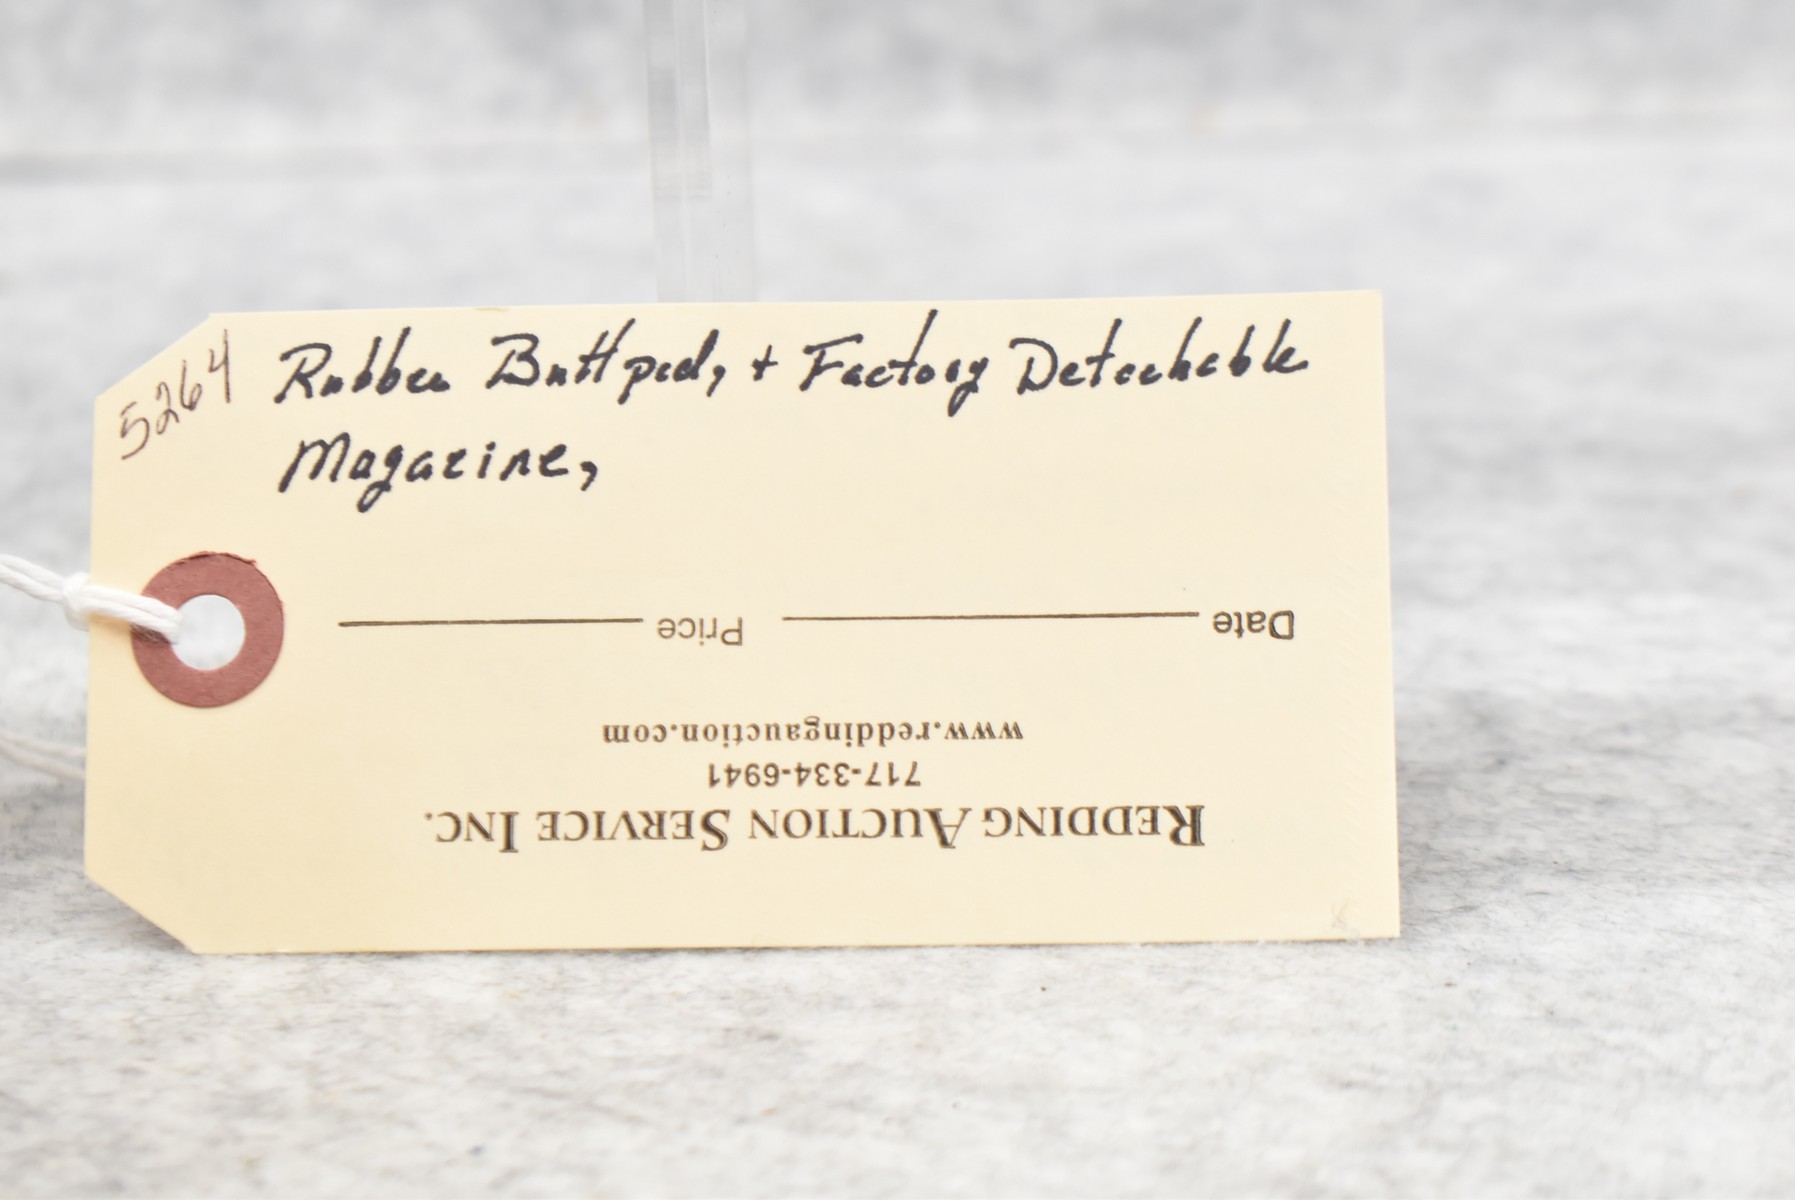 5264
Rubber Buttpad, + Factory Detachable
Magazine,
REDDING AUCTION SERVICE INC.
717-334-6941
www.reddingauction.com
Date Price